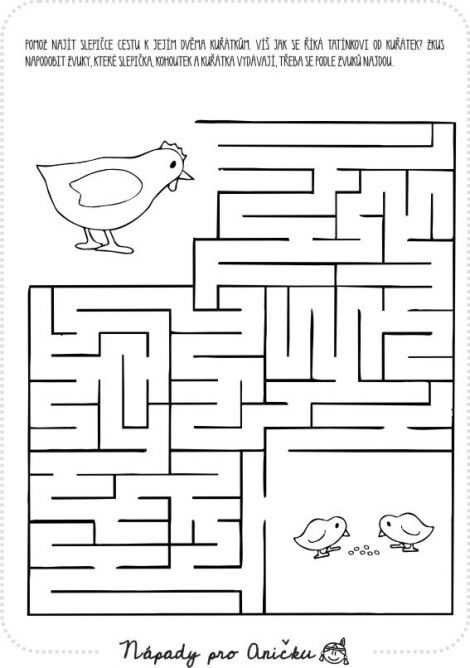 POMOŽ NAJÍT SLEPIČCE CESTU K JEJÍM DVĚMA KUŘÁTKŮM. VÍŠ JAK SE ŘÍKÁ TATÍNKOVI OD KUŘÁTEK? ZKUS
NAPODOBIT ZVUKY, KTERÉ SLEPIČKA, KOHOUTEK A KUŘÁTKA VYDÁVAJÍ, TŘEBA SE PODLE ZVUKŮ NAJDOU.
Nápady pro Aničku